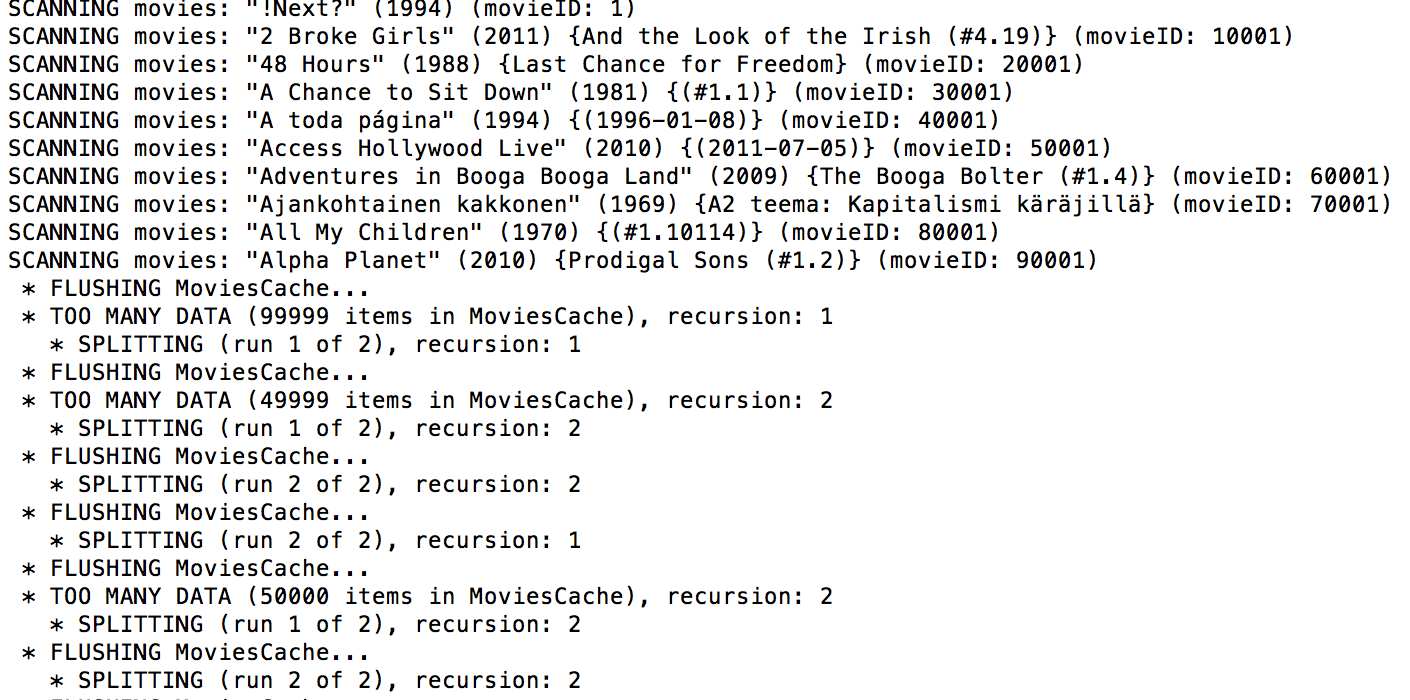 SCANNING movies: "!Next?" (1994) (movieID: 1)
SCANNING movies: "2 Broke Girls" (2011) {And the Look of the Irish (#4.19)} (movieID: 10001)
SCANNING movies: "48 Hours" (1988) {Last Chance for Freedom} (movieID: 20001)
SCANNING movies: "A Chance to Sit Down" (1981) {(#1.1)} (movieID: 30001)
SCANNING movies: "A toda página" (1994) {(1996-01-08)} (movieID: 40001)
SCANNING movies: "Access Hollywood Live" (2010) {(2011-07-05)} (movieID: 50001)
SCANNING movies: "Adventures in Booga Booga Land" (2009) {The Booga Bolter (#1.4)} (movieID: 60001)
SCANNING movies: "Ajankohtainen kakkonen" (1969) {A2 teema: Kapitalismi käräjillä} (movieID: 70001)
SCANNING movies: "All My Children" (1970) {(#1.10114)} (movieID: 80001)
SCANNING movies: "Alpha Planet" (2010) {Prodigal Sons (#1.2)} (movieID: 90001)
 * FLUSHING MoviesCache...
 * TOO MANY DATA (99999 items in MoviesCache), recursion: 1
   * SPLITTING (run 1 of 2), recursion: 1
 * FLUSHING MoviesCache...
 * TOO MANY DATA (49999 items in MoviesCache), recursion: 2
   * SPLITTING (run 1 of 2), recursion: 2
 * FLUSHING MoviesCache...
   * SPLITTING (run 2 of 2), recursion: 2
 * FLUSHING MoviesCache...
   * SPLITTING (run 2 of 2), recursion: 1
 * FLUSHING MoviesCache...
 * TOO MANY DATA (50000 items in MoviesCache), recursion: 2
   * SPLITTING (run 1 of 2), recursion: 2
 * FLUSHING MoviesCache...
   * SPLITTING (run 2 of 2), recursion: 2